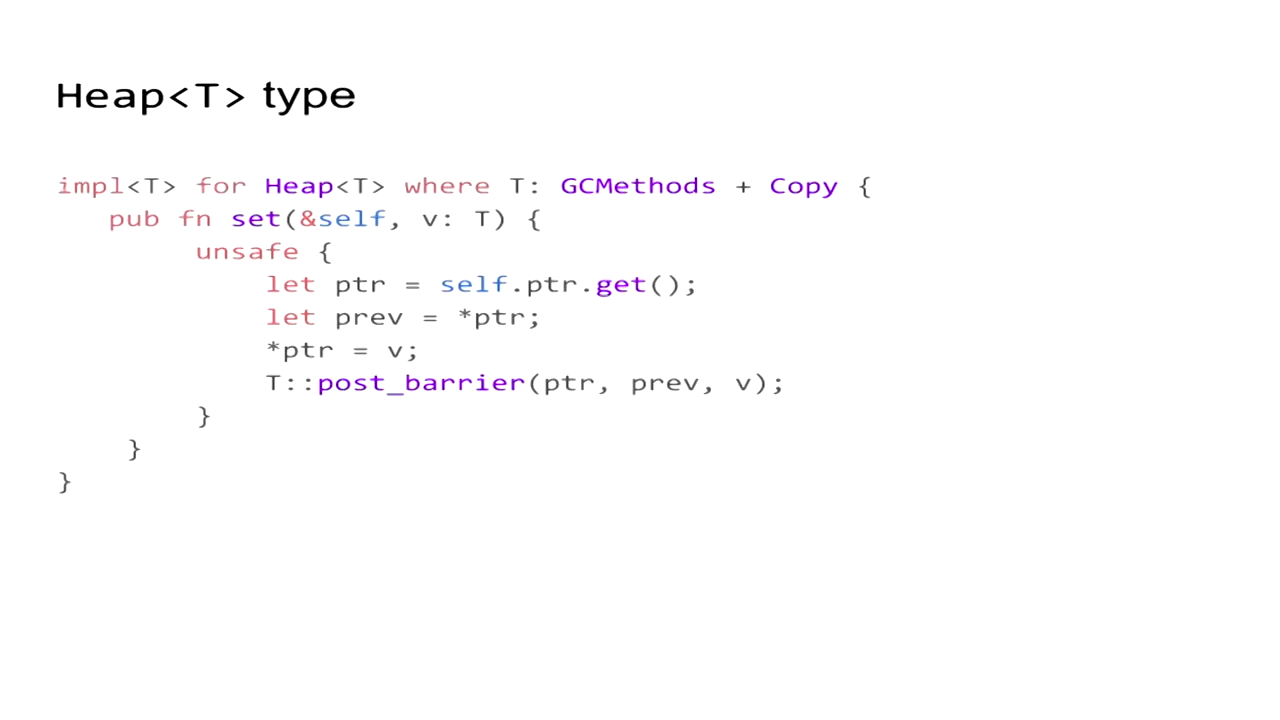 Heap<T> type
impl<T> for Heap<T> where T: GCMethods + Copy {
pub fn set(&self, v: T) {
unsafe {
let ptr = self.ptr.get();
let prev = *ptr;
*ptr = v;
T::post_barrier(ptr, prev, v);
}
}
}